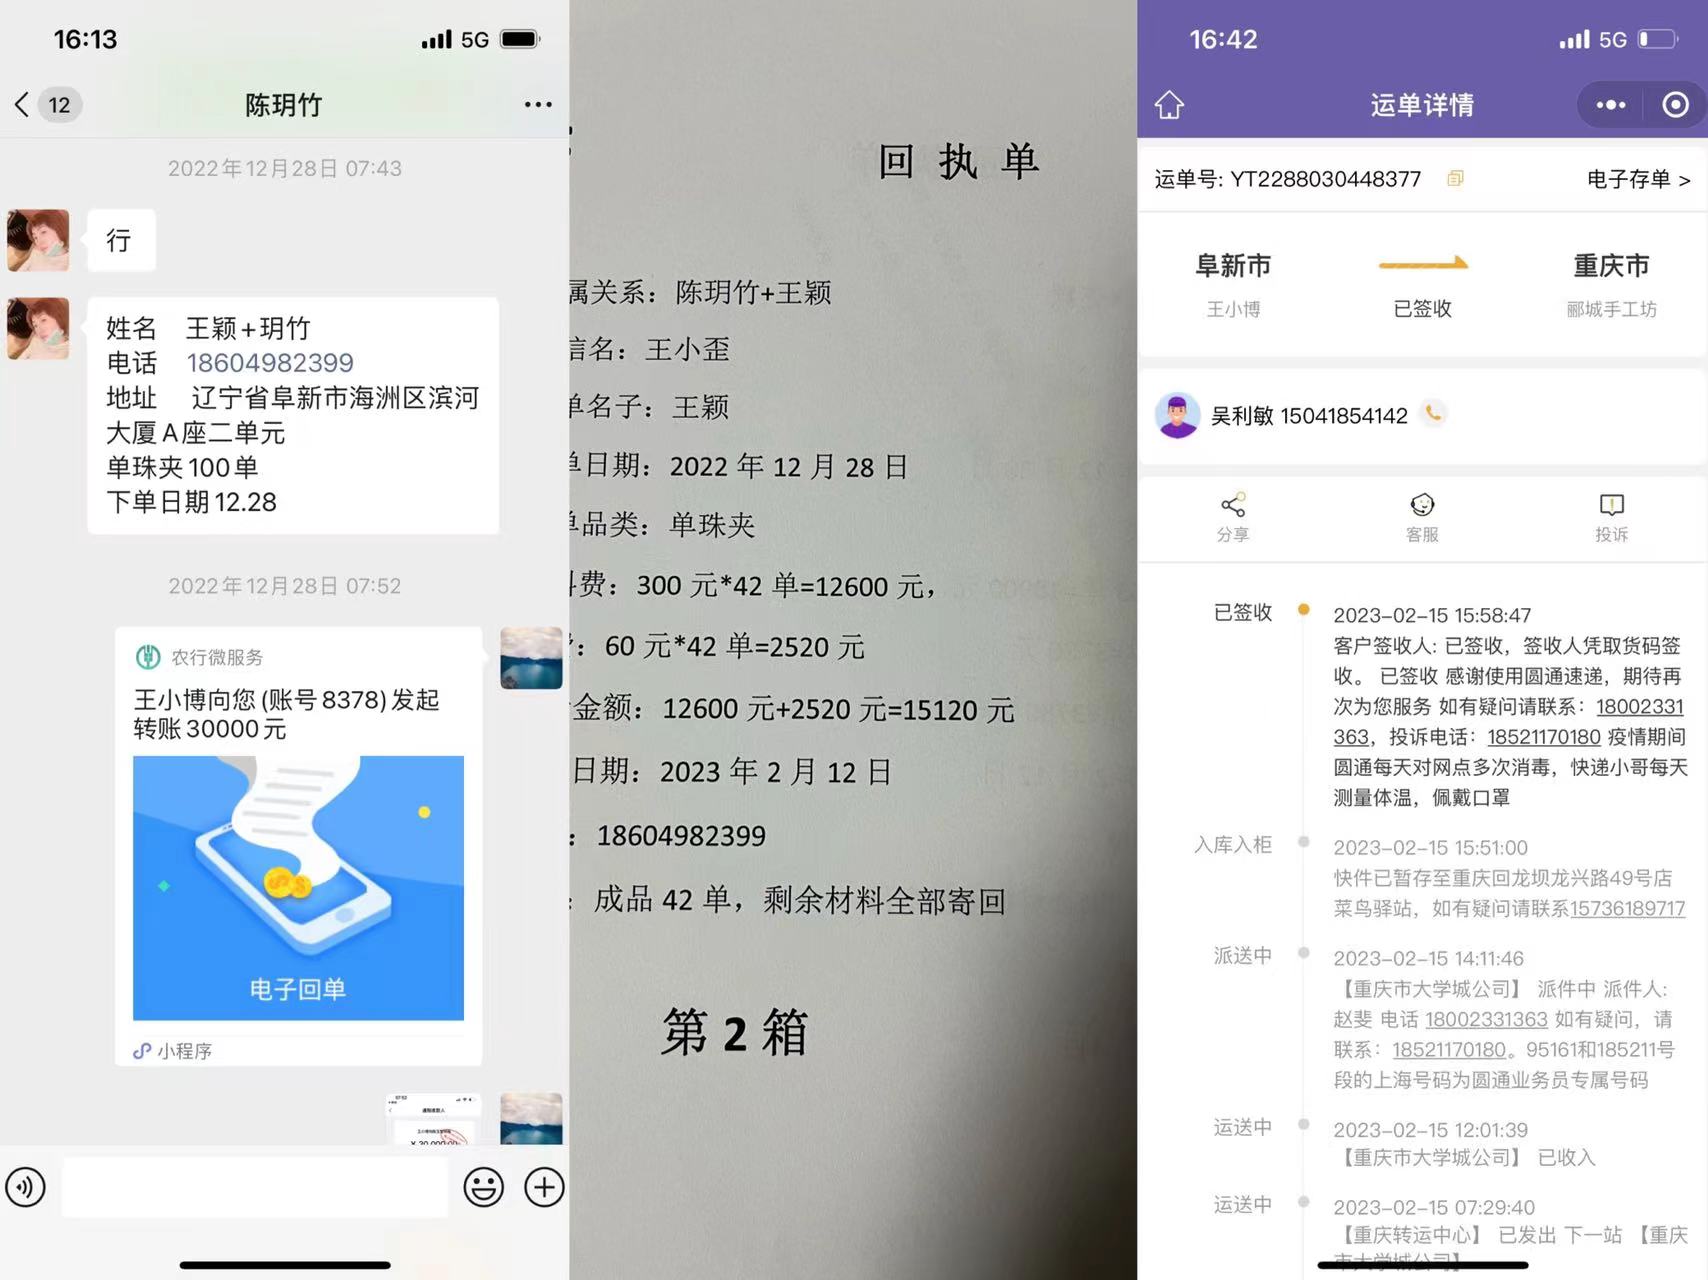 16:13
5G
12
陈玥竹
2022年12月28日 07:43
行
姓名 王颖+玥竹
电话 18604982399
地址 辽宁省阜新市海洲区滨河
大厦A座二单元
单珠夹100单
下单日期12.28
2022年12月28日 07:52
农行微服务
王小博向您(账号8378)发起
转账30000元
电子回单
小程序
回执单
属关系：陈玥竹+王颖
信名：王小歪
单名子：王颖
单日期：2022 年 12 月 28 日
单品类：单珠夹
料费：300 元*42 单=12600 元，
：60 元*42 单=2520 元
金额：12600 元+2520 元=15120 元
日期：2023 年 2 月 12 日
：18604982399
：成品 42 单，剩余材料全部寄回
第 2 箱
16:42
5G
运单详情
运单号: YT2288030448377
电子存单 >
阜新市
重庆市
王小博
已签收
郦城手工坊
吴利敏 15041854142
分享
客服
投诉
已签收
2023-02-15 15:58:47
客户签收人: 已签收，签收人凭取货码签
收。 已签收 感谢使用圆通速递，期待再
次为您服务 如有疑问请联系：18002331
363，投诉电话：18521170180 疫情期间
圆通每天对网点多次消毒，快递小哥每天
测量体温，佩戴口罩
入库入柜
2023-02-15 15:51:00
快件已暂存至重庆回龙坝龙兴路49号店
菜鸟驿站，如有疑问请联系15736189717
派送中
2023-02-15 14:11:46
【重庆市大学城公司】 派件中 派件人:
赵斐 电话 18002331363 如有疑问，请
联系：18521170180。95161和185211号
段的上海号码为圆通业务员专属号码
运送中
2023-02-15 12:01:39
【重庆市大学城公司】 已收入
运送中
2023-02-15 07:29:40
【重庆转运中心】 已发出 下一站 【重庆
市大学城公司】